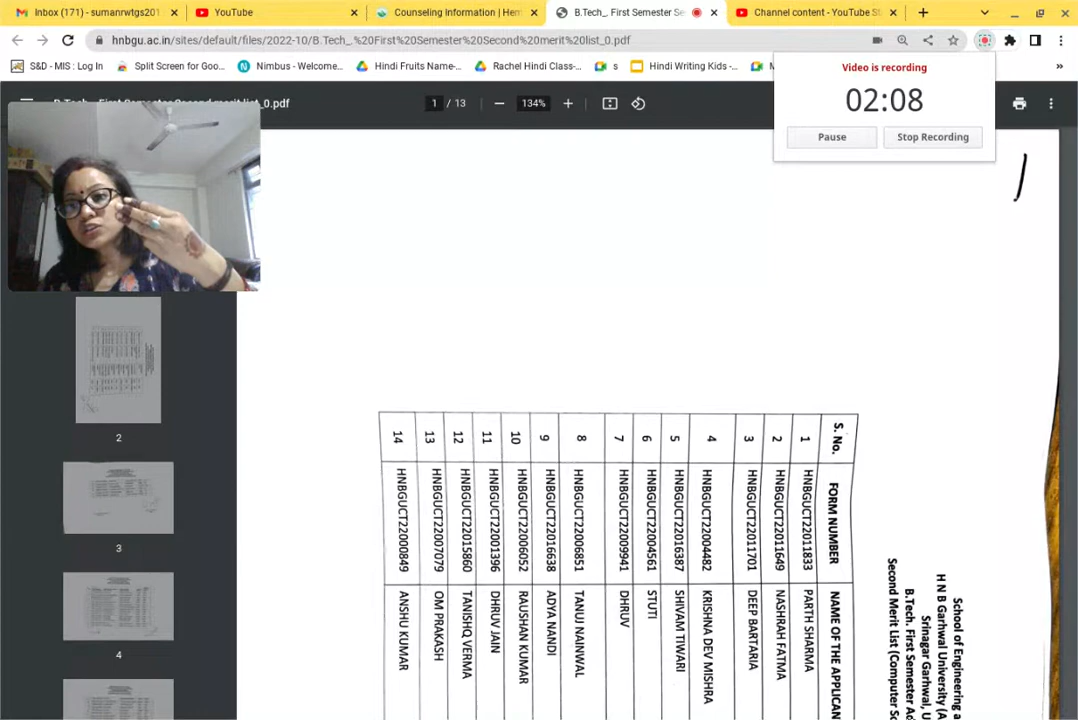 Inbox (171) - sumanrwtgs201
YouTube
Counseling Information | Hem
B.Tech_. First Semester Se
Channel content - YouTube St
hnbgu.ac.in/sites/default/files/2022-10/B.Tech_.%20First%20Semester%20Second%20merit%20list_0.pdf
S&D - MIS : Log In
Split Screen for Goo...
Nimbus - Welcome...
Hindi Fruits Name-...
Rachel Hindi Class-...
s
Hindi Writing Kids -...
M
»
Video is recording
02:08
Pause
Stop Recording
1 / 13
134%
2
3
4
School of Engineering a
H N B Garhwal University (A
Srinagar Garhwal, U
B.Tech. First Semester Ad
Second Merit List (Computer Sc
S. No. FORM NUMBER NAME OF THE APPLICAN
1 HNBGUCT22011833 PARTH SHARMA
2 HNBGUCT22011649 NASHRAH FATMA
3 HNBGUCT22011701 DEEP BARTARIA
4 HNBGUCT22004482 KRISHNA DEV MISHRA
5 HNBGUCT22016387 SHIVAM TIWARI
6 HNBGUCT22004561 STUTI
7 HNBGUCT22009941 DHRUV
8 HNBGUCT22006851 TANUJ NAINWAL
9 HNBGUCT22016638 ADYA NANDI
10 HNBGUCT22006052 RAUSHAN KUMAR
11 HNBGUCT22001396 DHRUV JAIN
12 HNBGUCT22015860 TANISHQ VERMA
13 HNBGUCT22007079 OM PRAKASH
14 HNBGUCT22000849 ANSHU KUMAR